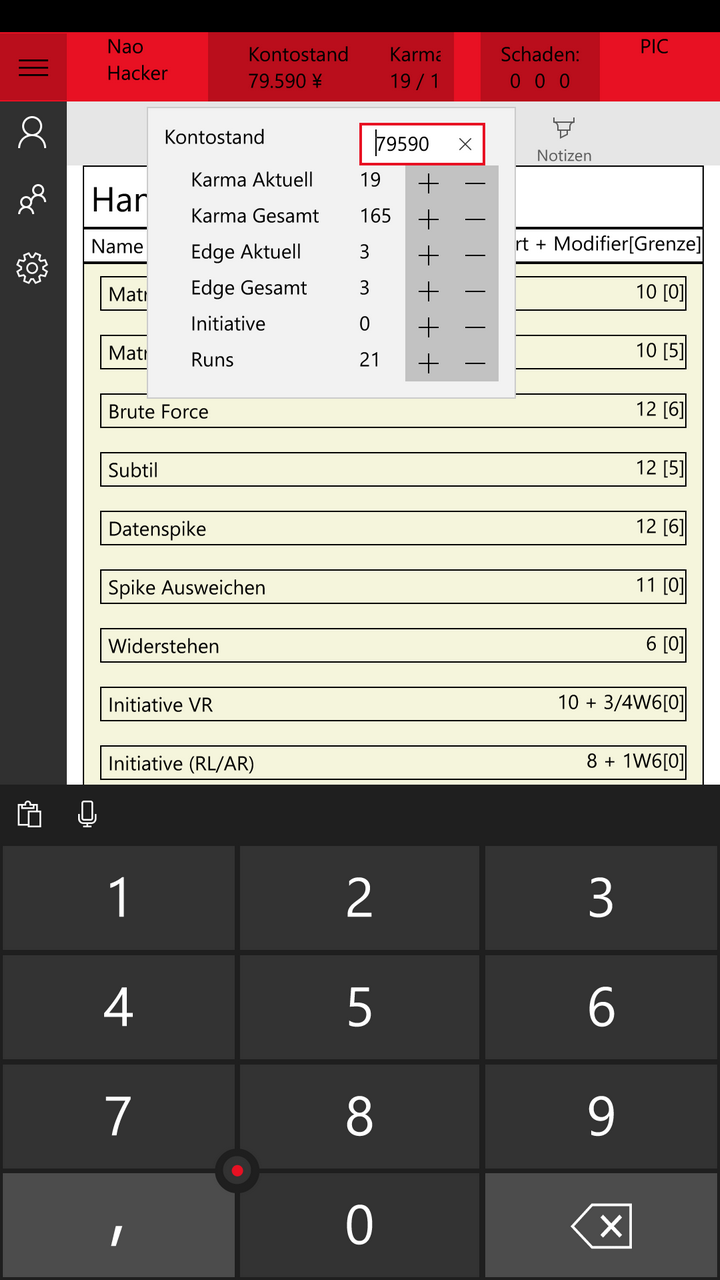 Nao
Hacker
Kontostand
79.590 ¥
Karma
19 / 1
Schaden:
0 0 0
PIC
Notizen
Kontostand
79590
Karma Aktuell 19
Karma Gesamt 165
Edge Aktuell 3
Edge Gesamt 3
Initiative 0
Runs 21
Har
Name rt + Modifier[Grenze]
Matr 10 [0]
Matr 10 [5]
Brute Force 12 [6]
Subtil 12 [5]
Datenspike 12 [6]
Spike Ausweichen 11 [0]
Widerstehen 6 [0]
Initiative VR 10 + 3/4W6[0]
Initiative (RL/AR) 8 + 1W6[0]
1 2 3
4 5 6
7 8 9
, 0